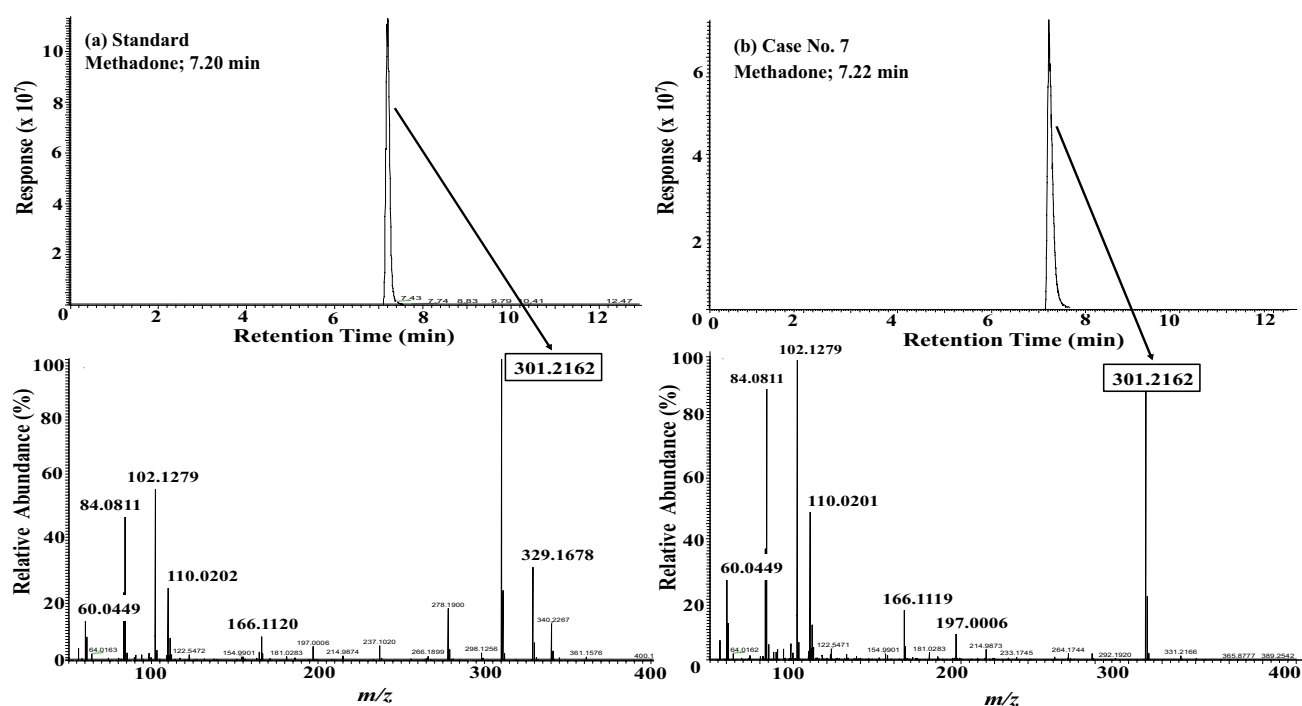 (a) Standard
Methadone; 7.20 min
Response (x 10⁷)
10
8
6
4
2
7.43 7.74 8.83 9.79 10.41 12.47
0 2 4 6 8 10 12
Retention Time (min)
(b) Case No. 7
Methadone; 7.22 min
Response (x 10⁷)
6
4
2
0
0 2 4 6 8 10 12
Retention Time (min)
Relative Abundance (%)
100
80
60
40
20
0
301.2162
102.1279
84.0811
329.1678
110.0202
60.0449
166.1120
278.1900
340.2267
64.0163 122.5472 154.9901 181.0283 197.0006 214.9874 237.1020 266.1899 298.1256 361.1576 400.1
100 200 300 400
m/z
Relative Abundance (%)
100
80
60
40
20
0
102.1279
84.0811
301.2162
110.0201
60.0449
166.1119
197.0006
64.0162 122.5471 154.9901 181.0283 214.9873 233.1745 264.1744 292.1920 331.2166 365.8777 389.2542
100 200 300 400
m/z